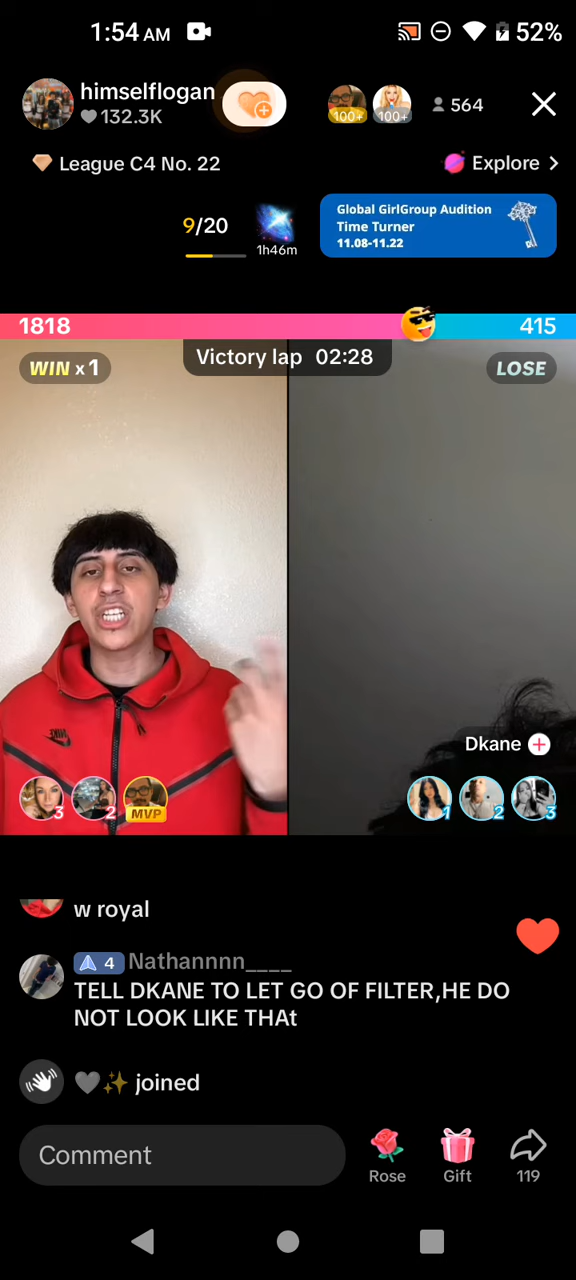 1:54 AM 52%
himselflogan
132.3K
100+ 100+ 564
League C4 No. 22 Explore >
9/20
1h46m
Global GirlGroup Audition
Time Turner
11.08-11.22
1818 415
WIN x 1 Victory lap 02:28 LOSE
Dkane
3 2 MVP 1 2 3
w royal
4 Nathannnn____
TELL DKANE TO LET GO OF FILTER,HE DO
NOT LOOK LIKE THAt
joined
Comment
Rose Gift 119